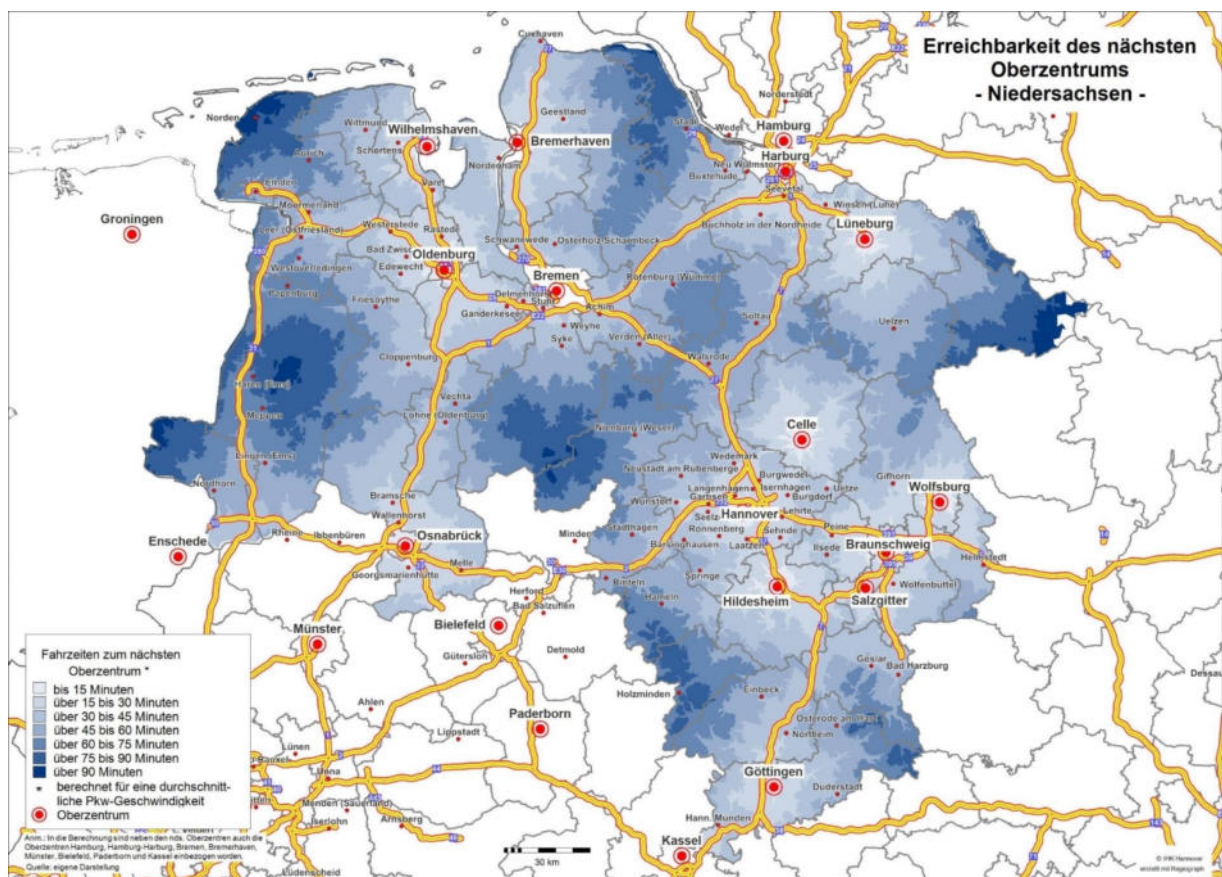 Erreichbarkeit des nächsten
Oberzentrums
- Niedersachsen -
Cuxhaven
Norderstedt
Geestland
Norden
Wittmund
Wilhelmshaven
Schortens
Bremerhaven
Stade
Wedel
Hamburg
Harburg
Aurich
Nordenham
Neu Wulmstorf
Buxtehude
Emden
Varel
Seevetal
Moormerland
Winsen (Luhe)
Groningen
Leer (Ostfriesland)
Westerstede
Rastede
Buchholz in der Nordheide
Lüneburg
Schwanewede
Osterholz-Scharmbeck
Bad Zwisc
Oldenburg
Edewecht
Westoverledingen
Papenburg
Bremen
Rotenburg (Wümme)
Delmenhorst
Stuhr
Friesoythe
Ganderkesee
Achim
Weyhe
Soltau
Uelzen
Syke
Verden (Aller)
Cloppenburg
Walsrode
Haren (Ems)
Meppen
Vechta
Lohne (Oldenburg)
Nienburg (Weser)
Celle
Lingen (Ems)
Wedemark
Neustadt am Rübenberge
Burgwedel
Gifhorn
Nordhorn
Langenhagen
Isernhagen
Uetze
Wolfsburg
Bramsche
Wunstorf
Garbsen
Burgdorf
Wallenhorst
Hannover
Seelze
Lehrte
Enschede
Rheine
Ibbenbüren
Osnabrück
Minden
Stadthagen
Ronnenberg
Sehnde
Peine
Barsinghausen
Laatzen
Ilsede
Braunschweig
Helmstedt
Georgsmarienhütte
Melle
Rinteln
Springe
Hildesheim
Salzgitter
Wolfenbüttel
Herford
Bad Salzuflen
Hameln
Münster
Bielefeld
Gütersloh
Detmold
Goslar
Bad Harzburg
Dessau
Holzminden
Einbeck
Ahlen
Paderborn
Lippstadt
Osterode am Harz
Northeim
Lünen
Unna
Göttingen
Duderstadt
Menden (Sauerland)
Iserlohn
Arnsberg
Hann. Münden
Kassel
Lüdenscheid
Fahrzeiten zum nächsten
Oberzentrum *
bis 15 Minuten
über 15 bis 30 Minuten
über 30 bis 45 Minuten
über 45 bis 60 Minuten
über 60 bis 75 Minuten
über 75 bis 90 Minuten
über 90 Minuten
* berechnet für eine durchschnitt-
liche Pkw-Geschwindigkeit
Oberzentrum
Anm.: In die Berechnung sind neben den nds. Oberzentren auch die
Oberzentren Hamburg, Hamburg-Harburg, Bremen, Bremerhaven,
Münster, Bielefeld, Paderborn und Kassel einbezogen worden.
Quelle: eigene Darstellung
30 km
© IHK Hannover
erstellt mit Regiograph